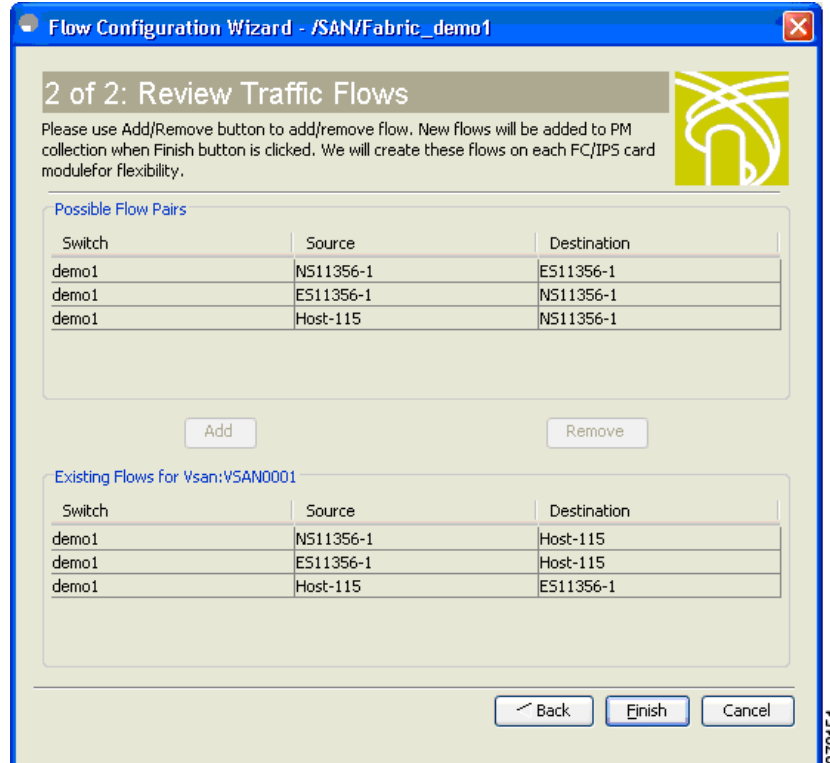 Flow Configuration Wizard - /SAN/Fabric_demo1
2 of 2: Review Traffic Flows
Please use Add/Remove button to add/remove flow. New flows will be added to PM
collection when Finish button is clicked. We will create these flows on each FC/IPS card
modulefor flexibility.
Possible Flow Pairs
Switch Source Destination
demo1 NS11356-1 ES11356-1
demo1 ES11356-1 NS11356-1
demo1 Host-115 NS11356-1
Add Remove
Existing Flows for Vsan:VSAN0001
Switch Source Destination
demo1 NS11356-1 Host-115
demo1 ES11356-1 Host-115
demo1 Host-115 ES11356-1
Back Finish Cancel